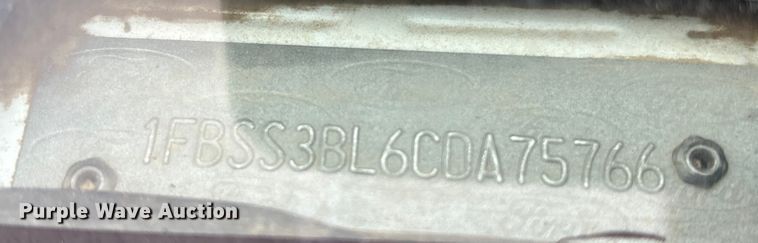 1FBSS3BL6CDA75766
Purple Wave Auction